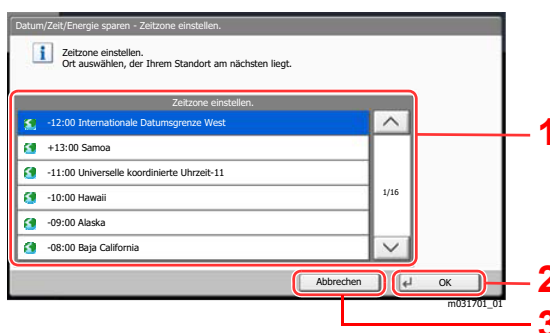 Datum/Zeit/Energie sparen - Zeitzone einstellen.
Zeitzone einstellen.
Ort auswählen, der Ihrem Standort am nächsten liegt.
Zeitzone einstellen.
-12:00 Internationale Datumsgrenze West
+13:00 Samoa
-11:00 Universelle koordinierte Uhrzeit-11
-10:00 Hawaii
-09:00 Alaska
-08:00 Baja California
1/16
1
Abbrechen
OK
2
m031701_01
3